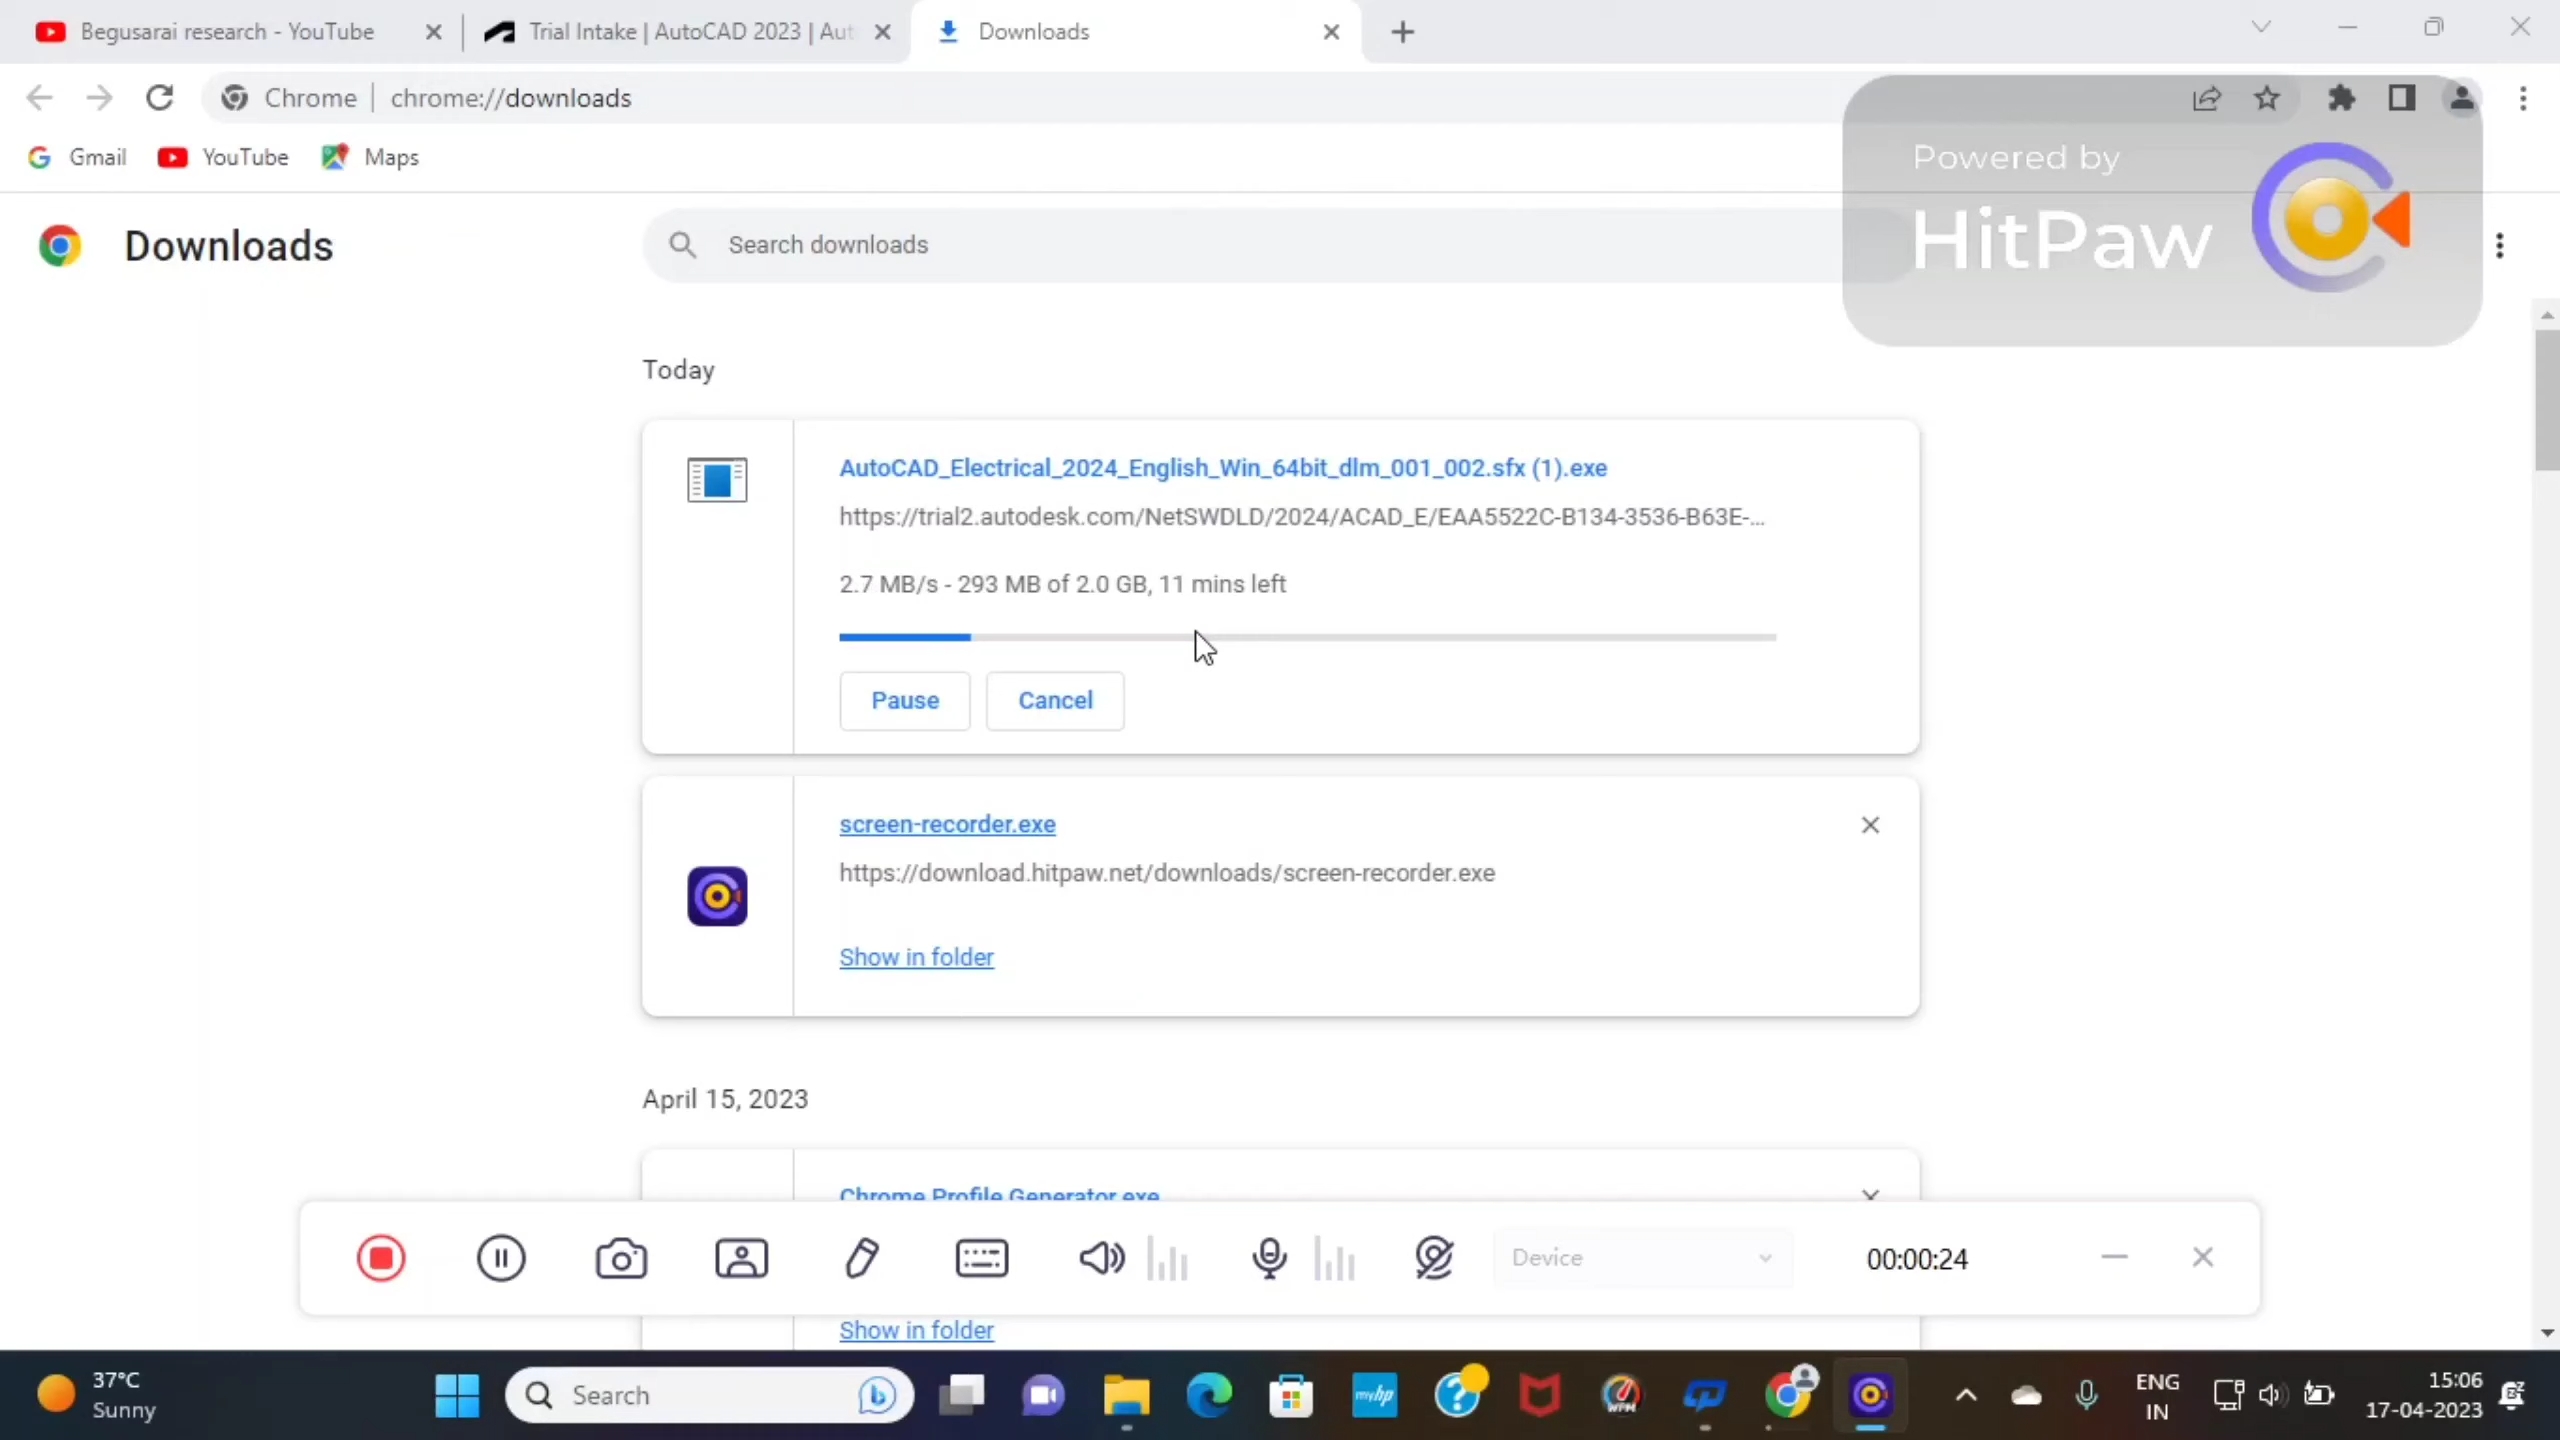 Begusarai research - YouTube
Trial Intake | AutoCAD 2023 | Aut
Downloads
Chrome | chrome://downloads
Gmail YouTube Maps
Powered by
HitPaw
Downloads
Search downloads
Today
AutoCAD_Electrical_2024_English_Win_64bit_dlm_001_002.sfx (1).exe
https://trial2.autodesk.com/NetSWDLD/2024/ACAD_E/EAA5522C-B134-3536-B63E-...
2.7 MB/s - 293 MB of 2.0 GB, 11 mins left
Pause Cancel
screen-recorder.exe
https://download.hitpaw.net/downloads/screen-recorder.exe
Show in folder
April 15, 2023
Chrome Profile Generator.exe
Device
00:00:24
Show in folder
37°C
Sunny
Search
myhp
WPM
ENG
IN
15:06
17-04-2023